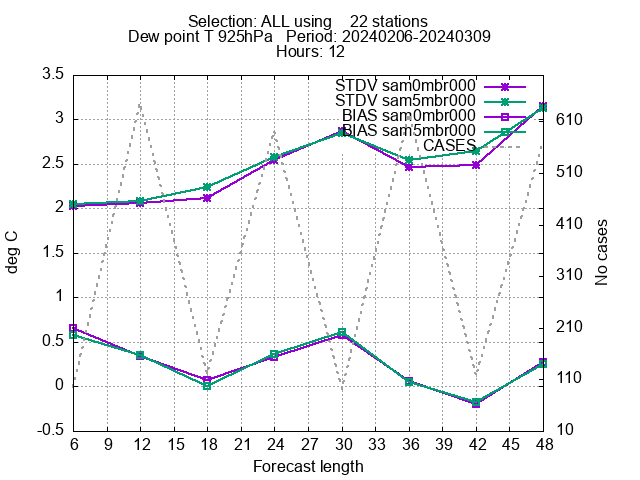 Selection: ALL using    22 stations
Dew point T 925hPa   Period: 20240206-20240309
Hours: 12
STDV sam0mbr000
STDV sam5mbr000
BIAS sam0mbr000
BIAS sam5mbr000
CASES
3.5
3
2.5
2
1.5
1
0.5
0
-0.5
deg C
610
510
410
310
210
110
10
No cases
6 12 18 24 27 30 33 36 39 42 45 48
9 15 21
Forecast length